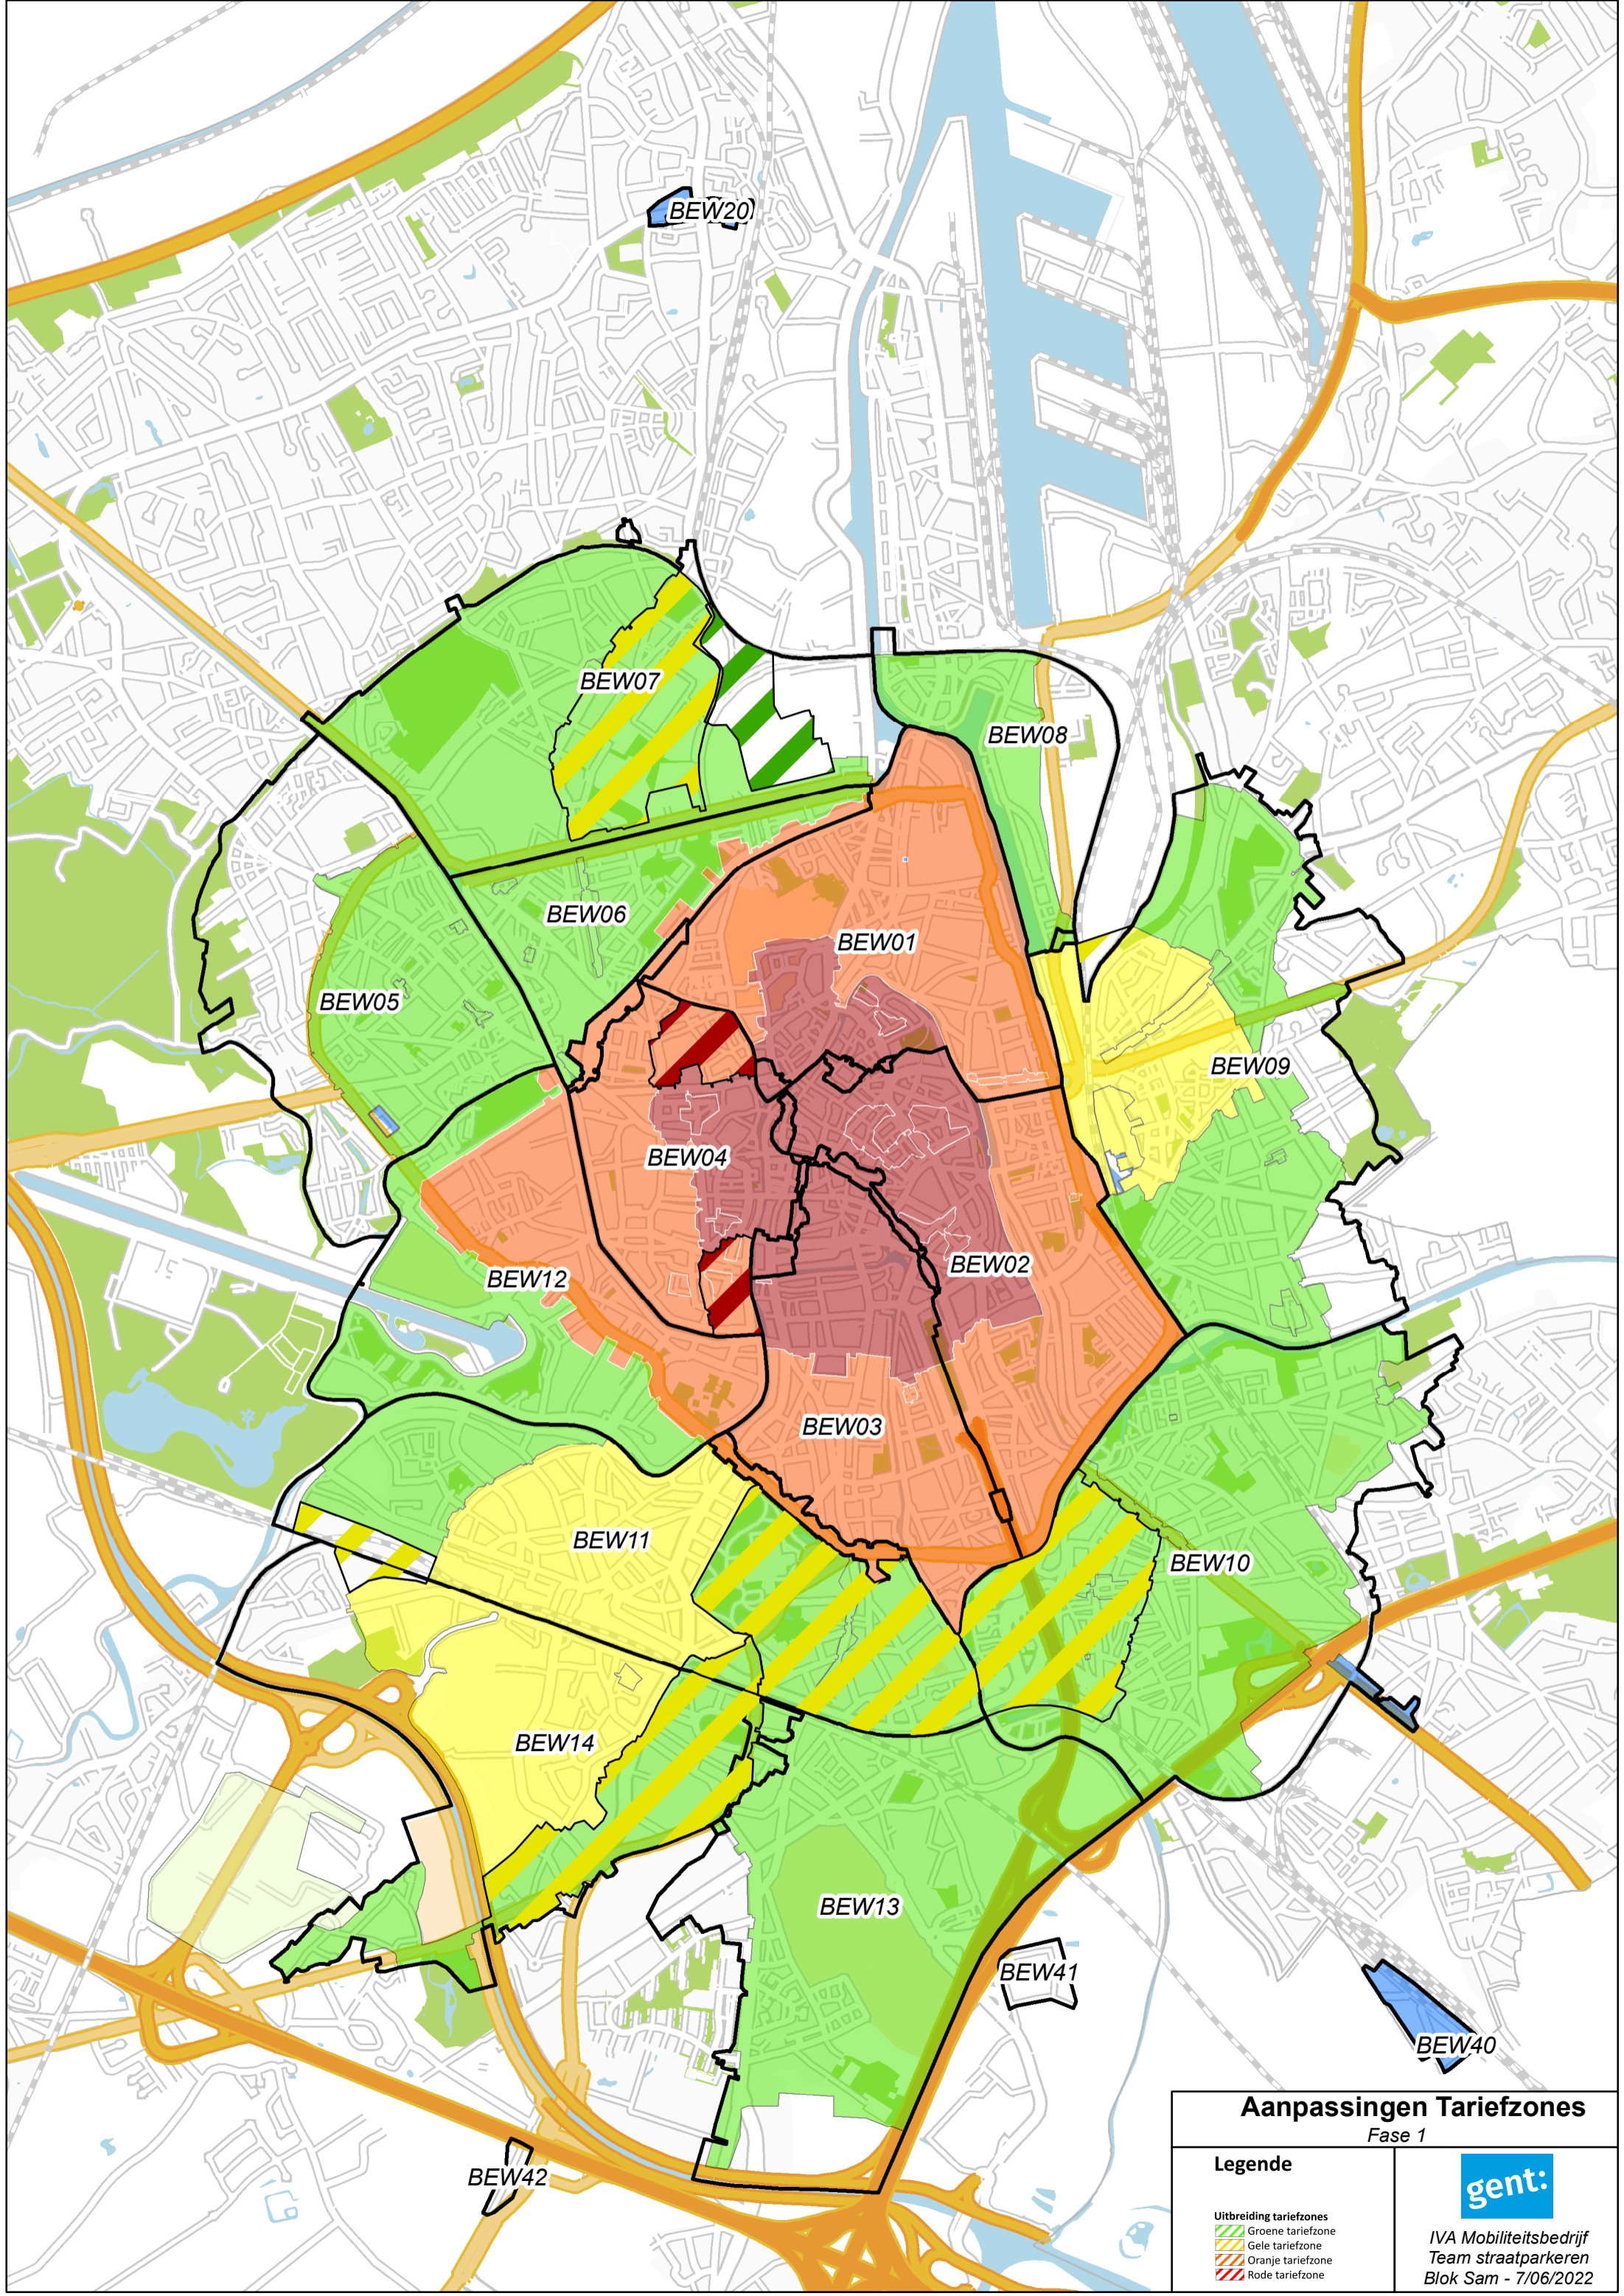 BEW20
BEW07
BEW08
BEW06
BEW01
BEW05
BEW09
BEW04
BEW02
BEW12
BEW03
BEW11
BEW10
BEW14
BEW13
BEW41
BEW40
BEW42
Aanpassingen Tariefzones
Fase 1
Legende
Uitbreiding tariefzones
Groene tariefzone
Gele tariefzone
Oranje tariefzone
Rode tariefzone
gent:
IVA Mobiliteitsbedrijf
Team straatparkeren
Blok Sam - 7/06/2022